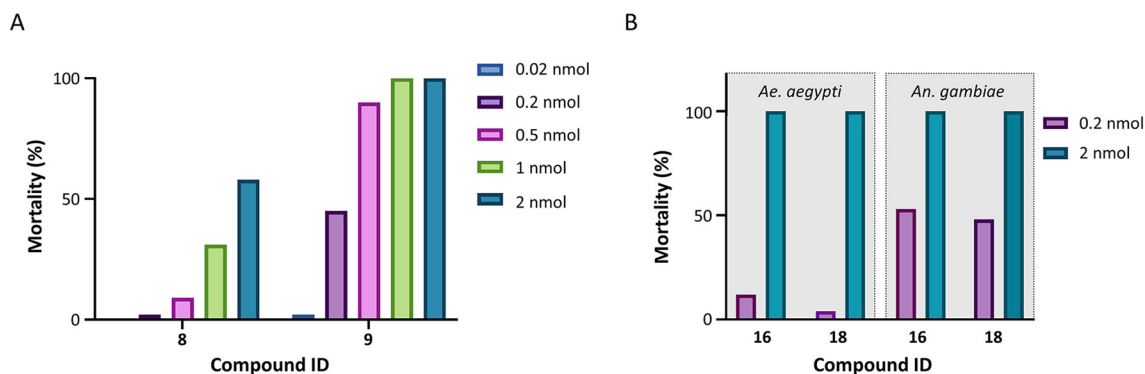 A
Mortality (%)
100
50
0
8
9
Compound ID
0.02 nmol
0.2 nmol
0.5 nmol
1 nmol
2 nmol
B
Mortality (%)
100
50
0
Ae. aegypti
An. gambiae
16
18
16
18
Compound ID
0.2 nmol
2 nmol